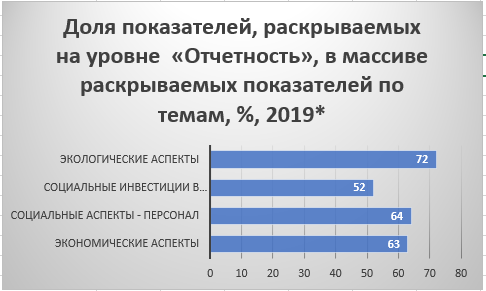 Доля показателей, раскрываемых
на уровне «Отчетность», в массиве
раскрываемых показателей по
темам, %, 2019*
ЭКОЛОГИЧЕСКИЕ АСПЕКТЫ 72
СОЦИАЛЬНЫЕ ИНВЕСТИЦИИ В... 52
СОЦИАЛЬНЫЕ АСПЕКТЫ - ПЕРСОНАЛ 64
ЭКОНОМИЧЕСКИЕ АСПЕКТЫ 63
0 10 20 30 40 50 60 70 80